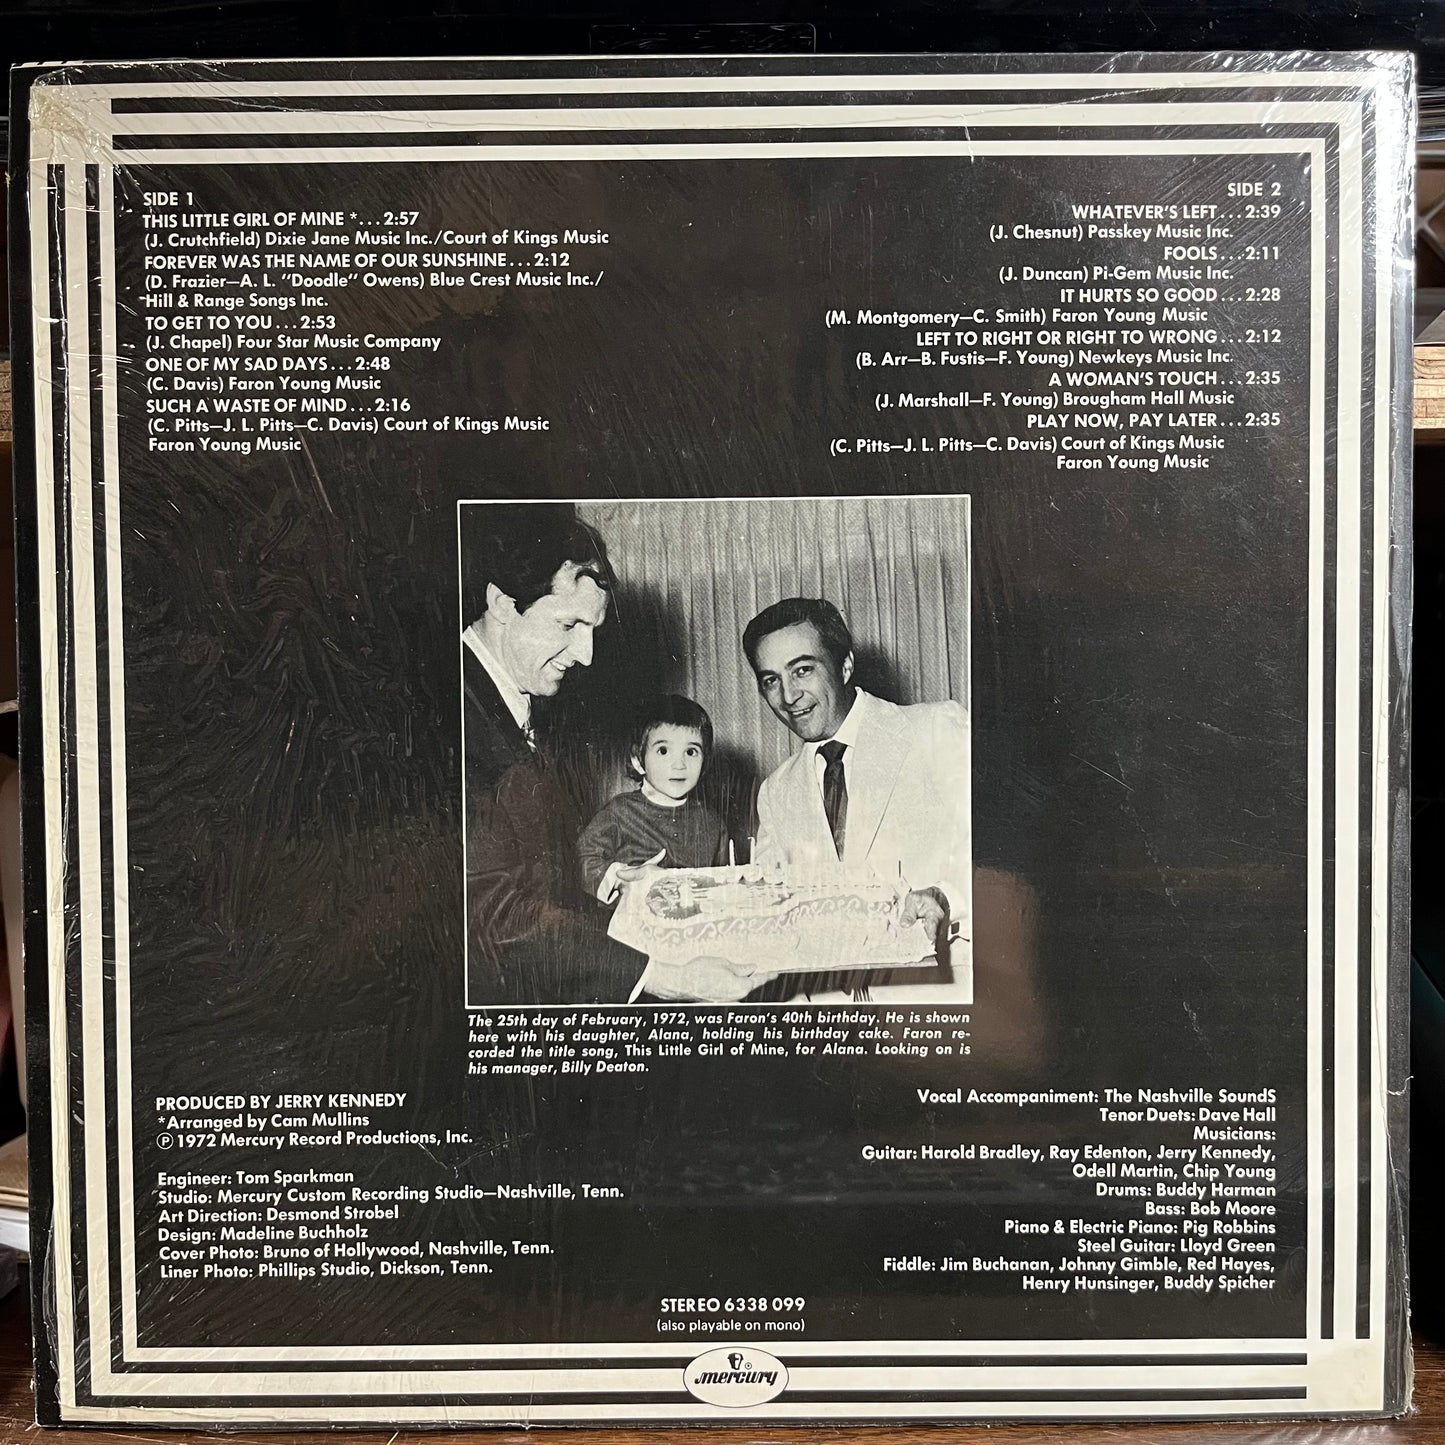 SIDE 1
THIS LITTLE GIRL OF MINE *...2:57
(J. Crutchfield) Dixie Jane Music Inc./Court of Kings Music
FOREVER WAS THE NAME OF OUR SUNSHINE...2:12
(D. Frazier—A. L. "Doodle" Owens) Blue Crest Music Inc./
Hill & Range Songs Inc.
TO GET TO YOU...2:53
(J. Chapel) Four Star Music Company
ONE OF MY SAD DAYS...2:48
(C. Davis) Faron Young Music
SUCH A WASTE OF MIND...2:16
(C. Pitts—J. L. Pitts—C. Davis) Court of Kings Music
Faron Young Music
SIDE 2
WHATEVER'S LEFT...2:39
(J. Chesnut) Passkey Music Inc.
FOOLS...2:11
(J. Duncan) Pi-Gem Music Inc.
IT HURTS SO GOOD...2:28
(M. Montgomery—C. Smith) Faron Young Music
LEFT TO RIGHT OR RIGHT TO WRONG...2:12
(B. Arr—B. Fustis—F. Young) Newkeys Music Inc.
A WOMAN'S TOUCH...2:35
(J. Marshall—F. Young) Brougham Hall Music
PLAY NOW, PAY LATER...2:35
(C. Pitts—J. L. Pitts—C. Davis) Court of Kings Music
Faron Young Music
The 25th day of February, 1972, was Faron's 40th birthday. He is shown
here with his daughter, Alana, holding his birthday cake. Faron re-
corded the title song, This Little Girl of Mine, for Alana. Looking on is
his manager, Billy Deaton.
PRODUCED BY JERRY KENNEDY
*Arranged by Cam Mullins
℗ 1972 Mercury Record Productions, Inc.
Engineer: Tom Sparkman
Studio: Mercury Custom Recording Studio—Nashville, Tenn.
Art Direction: Desmond Strobel
Design: Madeline Buchholz
Cover Photo: Bruno of Hollywood, Nashville, Tenn.
Liner Photo: Phillips Studio, Dickson, Tenn.
Vocal Accompaniment: The Nashville SoundS
Tenor Duets: Dave Hall
Musicians:
Guitar: Harold Bradley, Ray Edenton, Jerry Kennedy,
Odell Martin, Chip Young
Drums: Buddy Harman
Bass: Bob Moore
Piano & Electric Piano: Pig Robbins
Steel Guitar: Lloyd Green
Fiddle: Jim Buchanan, Johnny Gimble, Red Hayes,
Henry Hunsinger, Buddy Spicher
STEREO 6338 099
(also playable on mono)
mercury